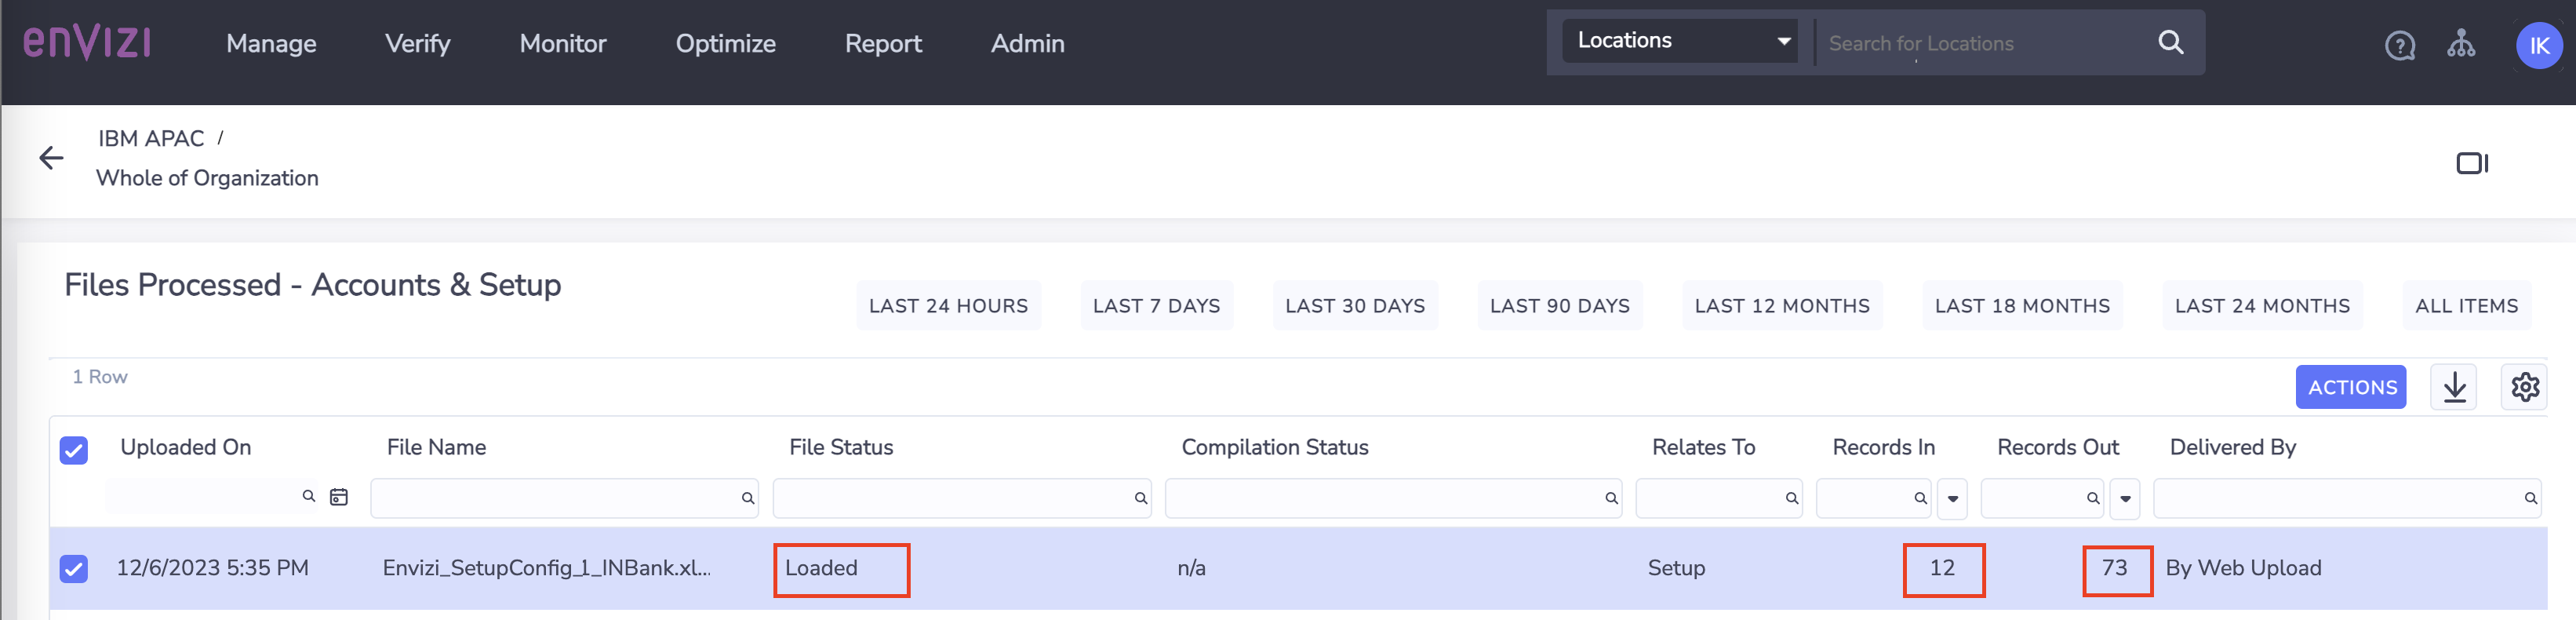 enVIZI Manage Verify Monitor Optimize Report Admin Locations Search for Locations IK
IBM APAC /
Whole of Organization
Files Processed - Accounts & Setup
LAST 24 HOURS LAST 7 DAYS LAST 30 DAYS LAST 90 DAYS LAST 12 MONTHS LAST 18 MONTHS LAST 24 MONTHS ALL ITEMS
1 Row
ACTIONS
Uploaded On File Name File Status Compilation Status Relates To Records In Records Out Delivered By
12/6/2023 5:35 PM Envizi_SetupConfig_1_INBank.xl... Loaded n/a Setup 12 73 By Web Upload